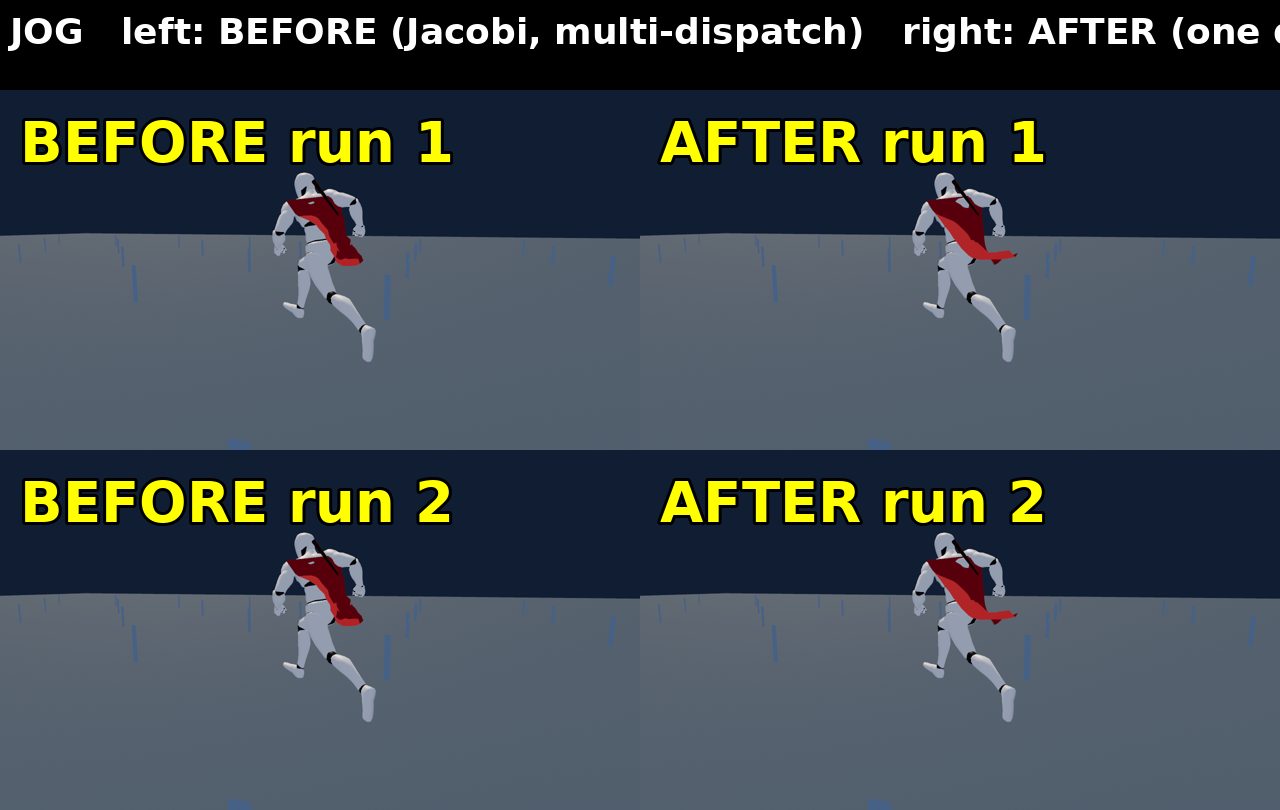 JOG left: BEFORE (Jacobi, multi-dispatch) right: AFTER (one
BEFORE run 1
AFTER run 1
BEFORE run 2
AFTER run 2